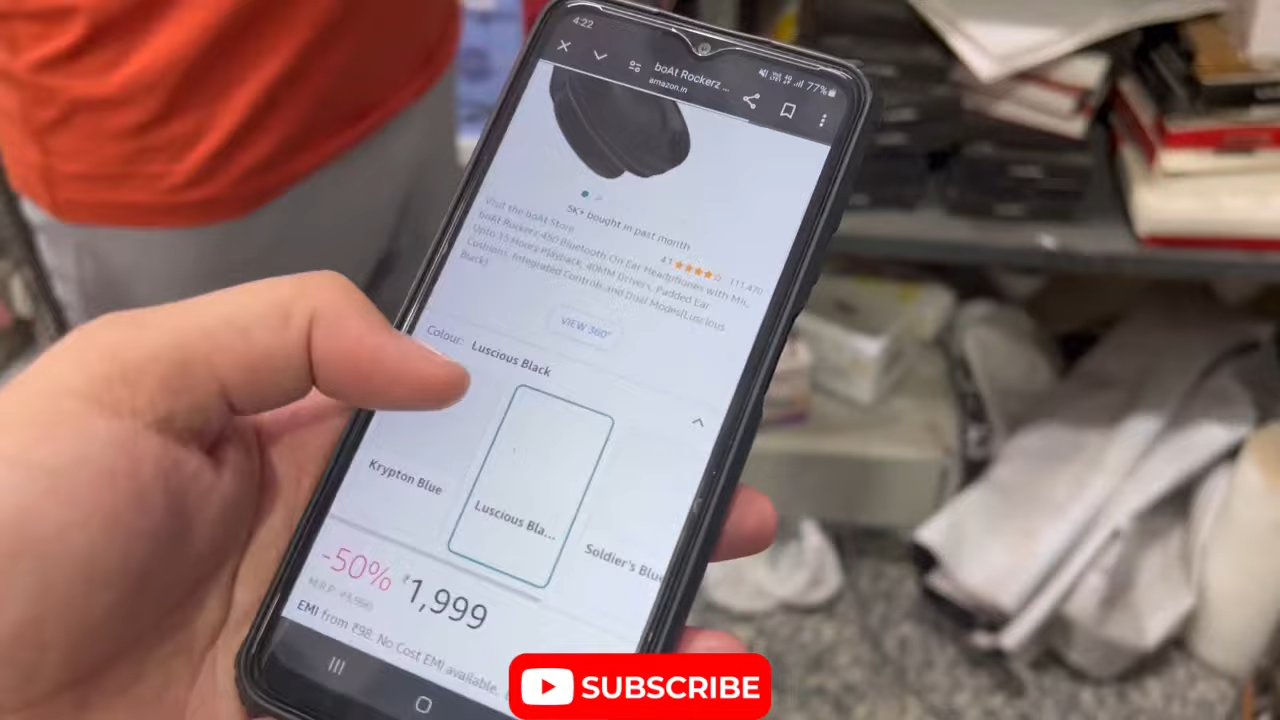 4:22
77%
boAt Rockerz ...
amazon.in
5K+ bought in past month
Visit the boAt Store
4.1
111,470
boAt Rockerz 450 Bluetooth On Ear Headphones with Mic,
Upto 15 Hours Playback, 40MM Drivers, Padded Ear
Cushions, Integrated Controls and Dual Modes(Luscious
Black)
VIEW 360°
Colour: Luscious Black
Krypton Blue
Luscious Bla...
Soldier's Blue
-50% ₹1,999
M.R.P.
EMI from ₹98. No Cost EMI available.
SUBSCRIBE